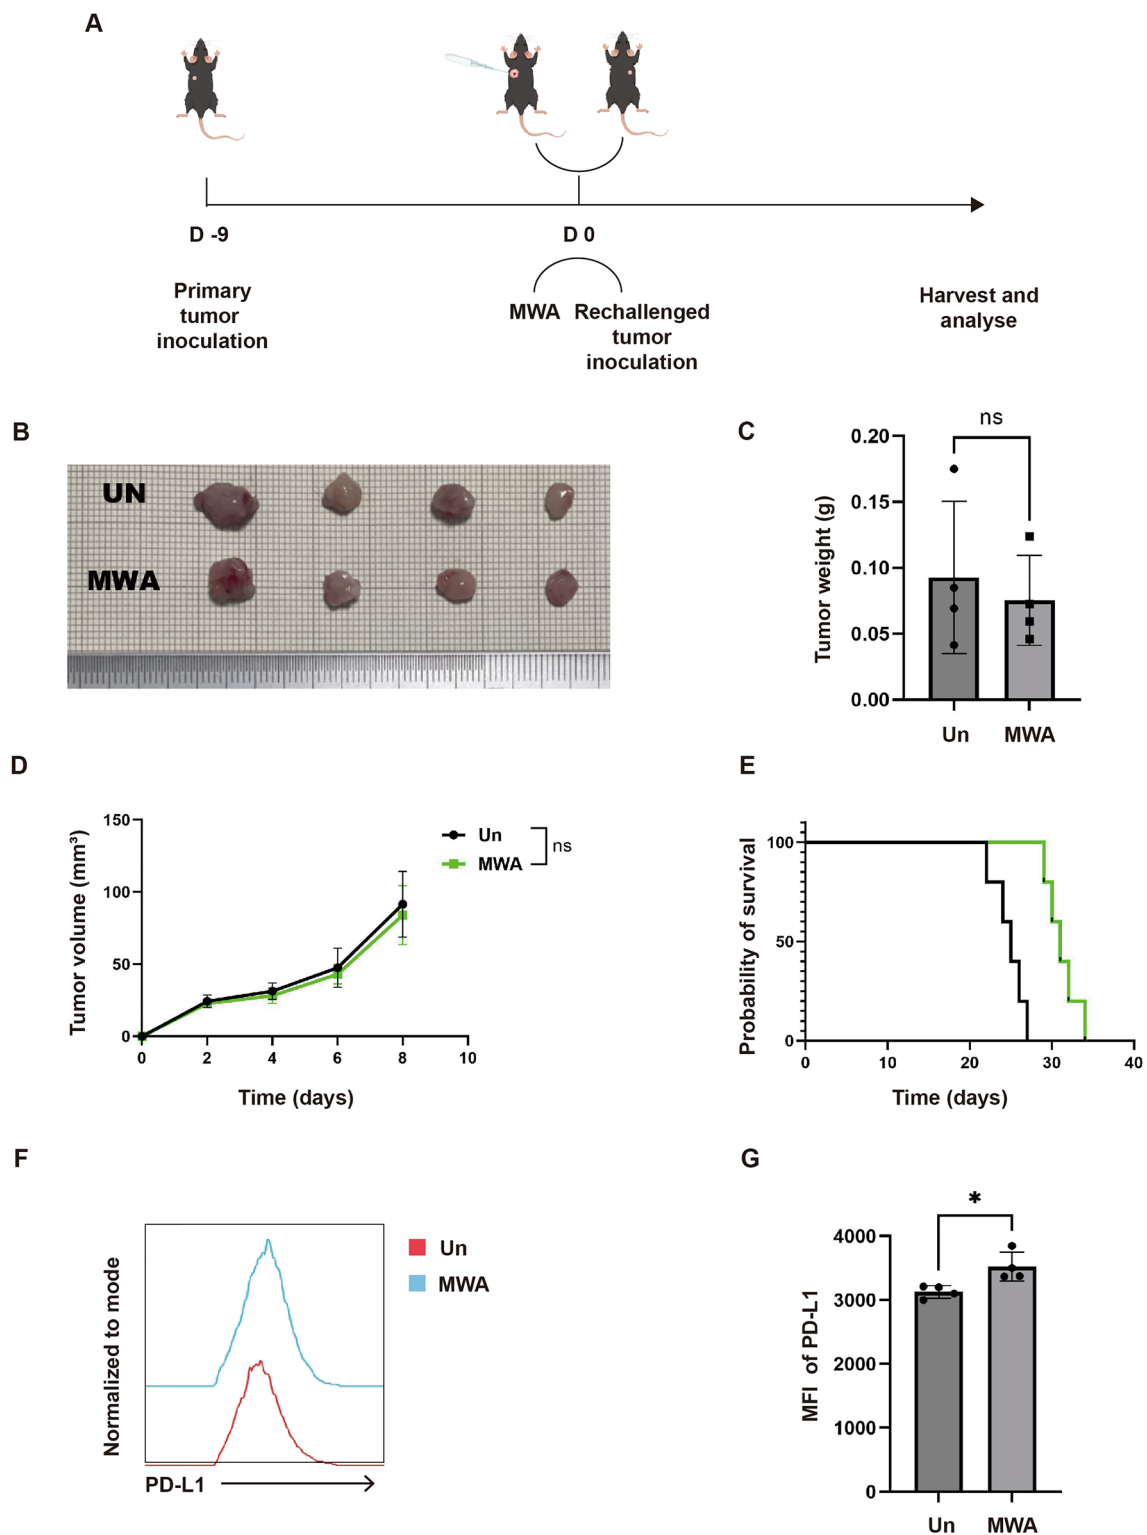 A
D -9
D 0
Primary
tumor
inoculation
MWA
Rechallenged
tumor
inoculation
Harvest and
analyse
B
UN
MWA
C
ns
Tumor weight (g)
0.20
0.15
0.10
0.05
0.00
Un
MWA
D
Tumor volume (mm³)
150
100
50
0
0 2 4 6 8 10
Time (days)
Un
MWA
ns
E
Probability of survival
100
50
0
0 10 20 30 40
Time (days)
F
Normalized to mode
PD-L1
Un
MWA
G
*
MFI of PD-L1
4000
3000
2000
1000
0
Un
MWA